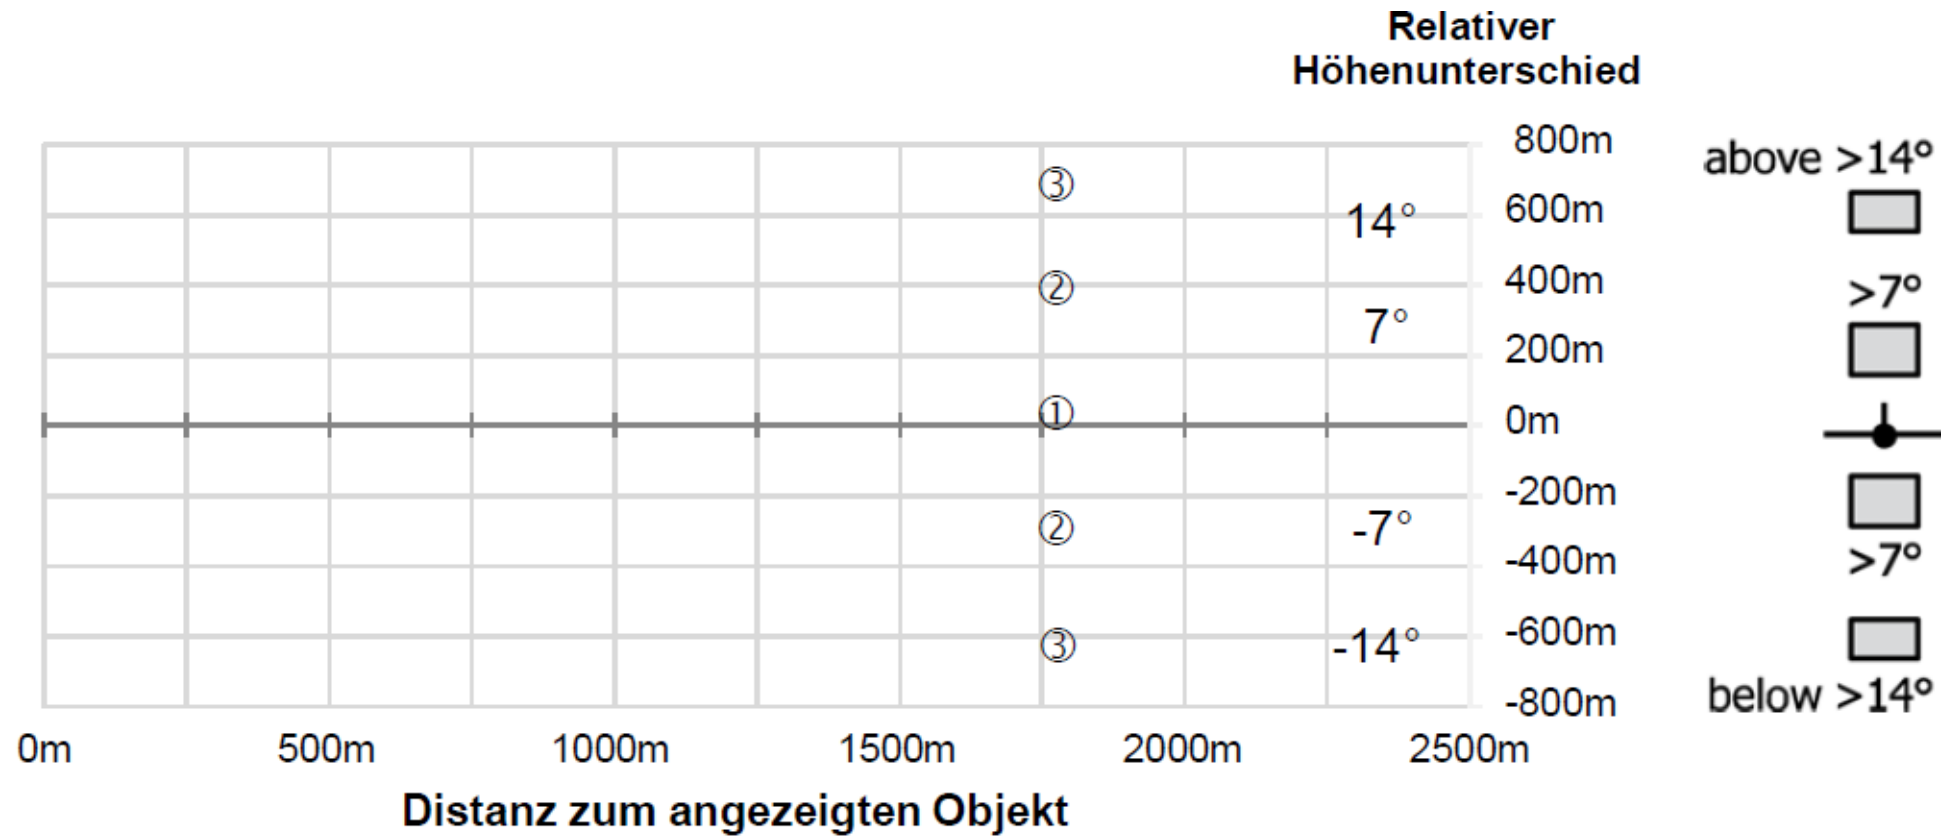 Relativer
Höhenunterschied
800m
above >14°
③
14°
600m
②
400m
>7°
7°
200m
①
0m
-200m
②
-7°
-400m
>7°
③
-14°
-600m
-800m
below >14°
0m 500m 1000m 1500m 2000m 2500m
Distanz zum angezeigten Objekt